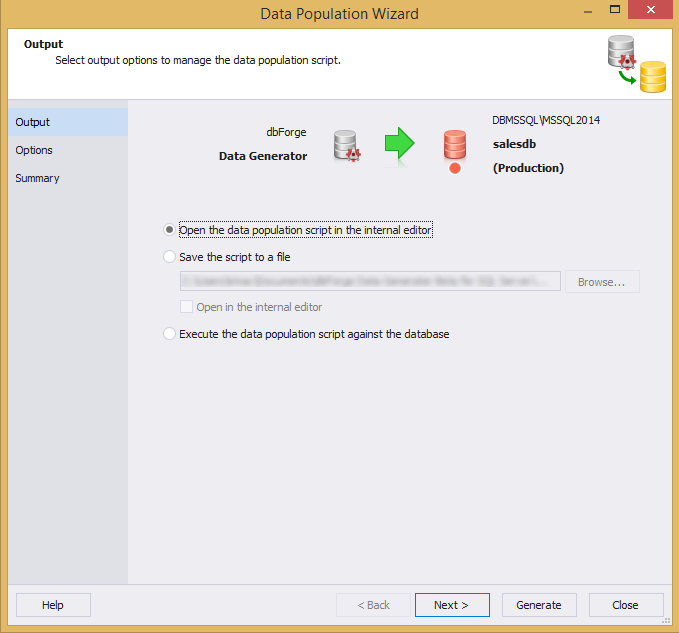 Data Population Wizard
Output
Select output options to manage the data population script.
Output
Options
Summary
dbForge
Data Generator
DBMSSQL\MSSQL2014
salesdb
(Production)
Open the data population script in the internal editor
Save the script to a file
Browse...
Open in the internal editor
Execute the data population script against the database
Help
< Back
Next >
Generate
Close